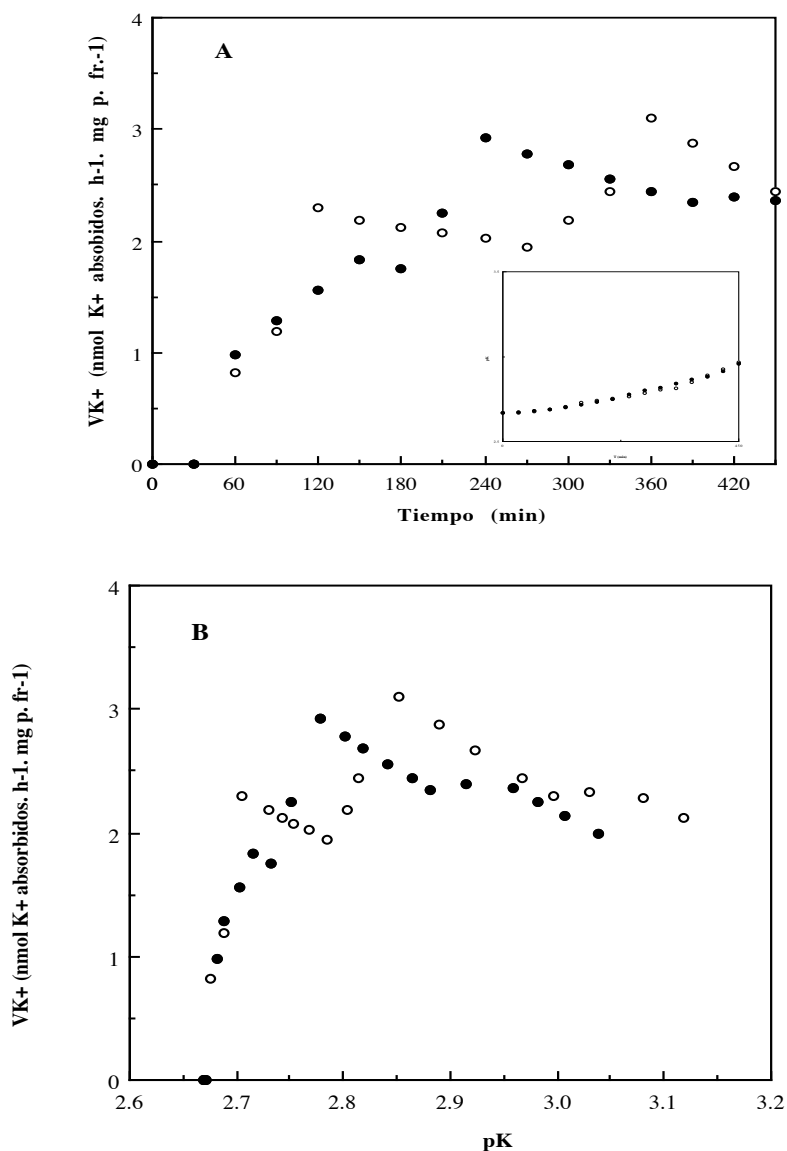 4
A
3
2
1
0
VK+ (nmol K+ absobidos. h-1. mg p. fr.-1)
0 60 120 180 240 300 360 420
Tiempo (min)
4
B
3
2
1
0
VK+ (nmol K+ absorbidos. h-1. mg p. fr-1)
2.6 2.7 2.8 2.9 3.0 3.1 3.2
pK